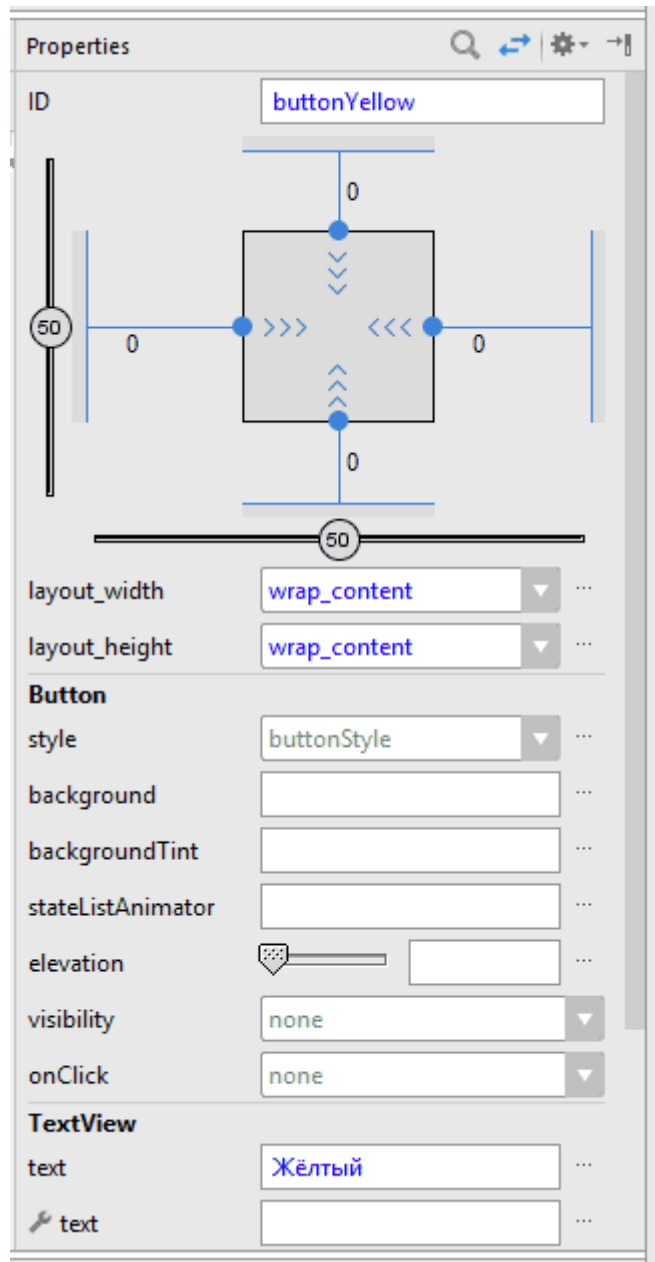 Properties
ID buttonYellow
0
50 0 >>> <<< 0
0
50
layout_width wrap_content ...
layout_height wrap_content ...
Button
style buttonStyle ...
background ...
backgroundTint ...
stateListAnimator ...
elevation ...
visibility none
onClick none
TextView
text Жёлтый ...
text ...